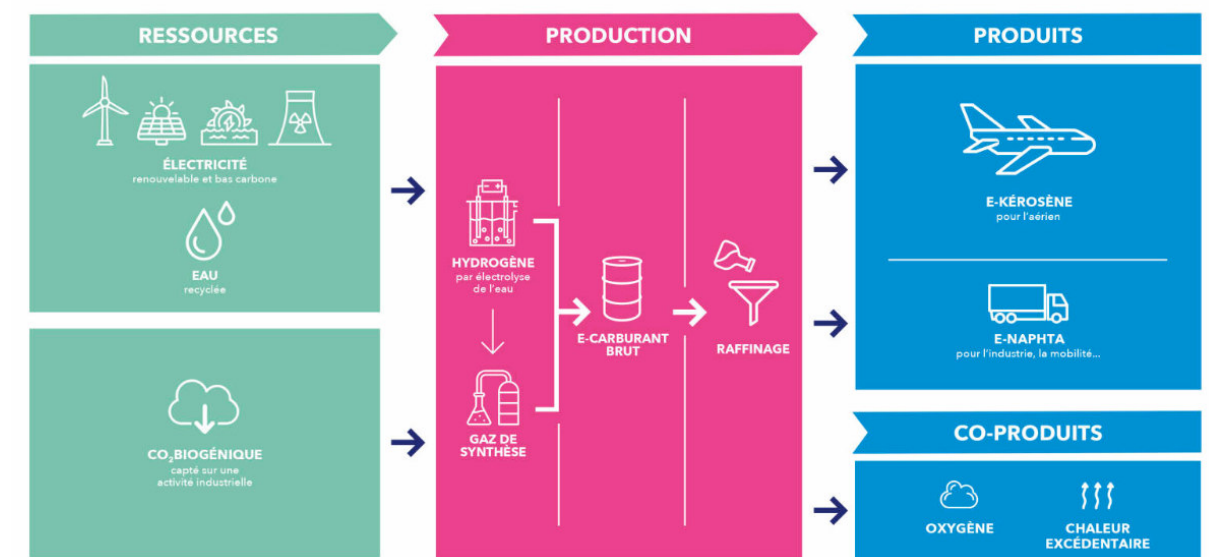 RESSOURCES
ÉLECTRICITÉ
renouvelable et bas carbone
EAU
recyclée
CO₂BIOGÉNIQUE
capté sur une
activité industrielle
PRODUCTION
HYDROGÈNE
par électrolyse
de l'eau
GAZ DE
SYNTHÈSE
E-CARBURANT
BRUT
RAFFINAGE
PRODUITS
E-KÉROSÈNE
pour l'aérien
E-NAPHTA
pour l'industrie, la mobilité...
CO-PRODUITS
OXYGÈNE
CHALEUR
EXCÉDENTAIRE